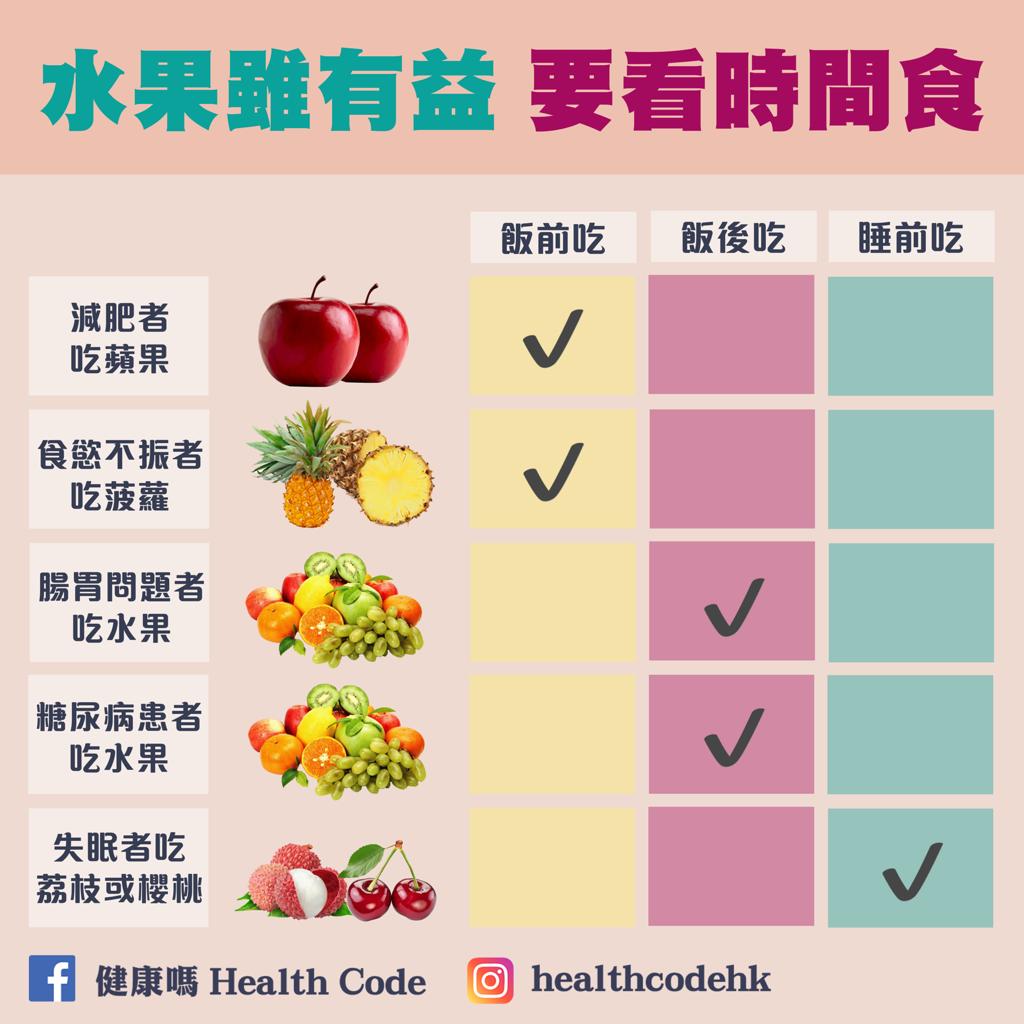 水果雖有益 要看時間食
飯前吃 飯後吃 睡前吃
減肥者
吃蘋果
食慾不振者
吃菠蘿
腸胃問題者
吃水果
糖尿病患者
吃水果
失眠者吃
荔枝或櫻桃
健康嗎 Health Code healthcodehk